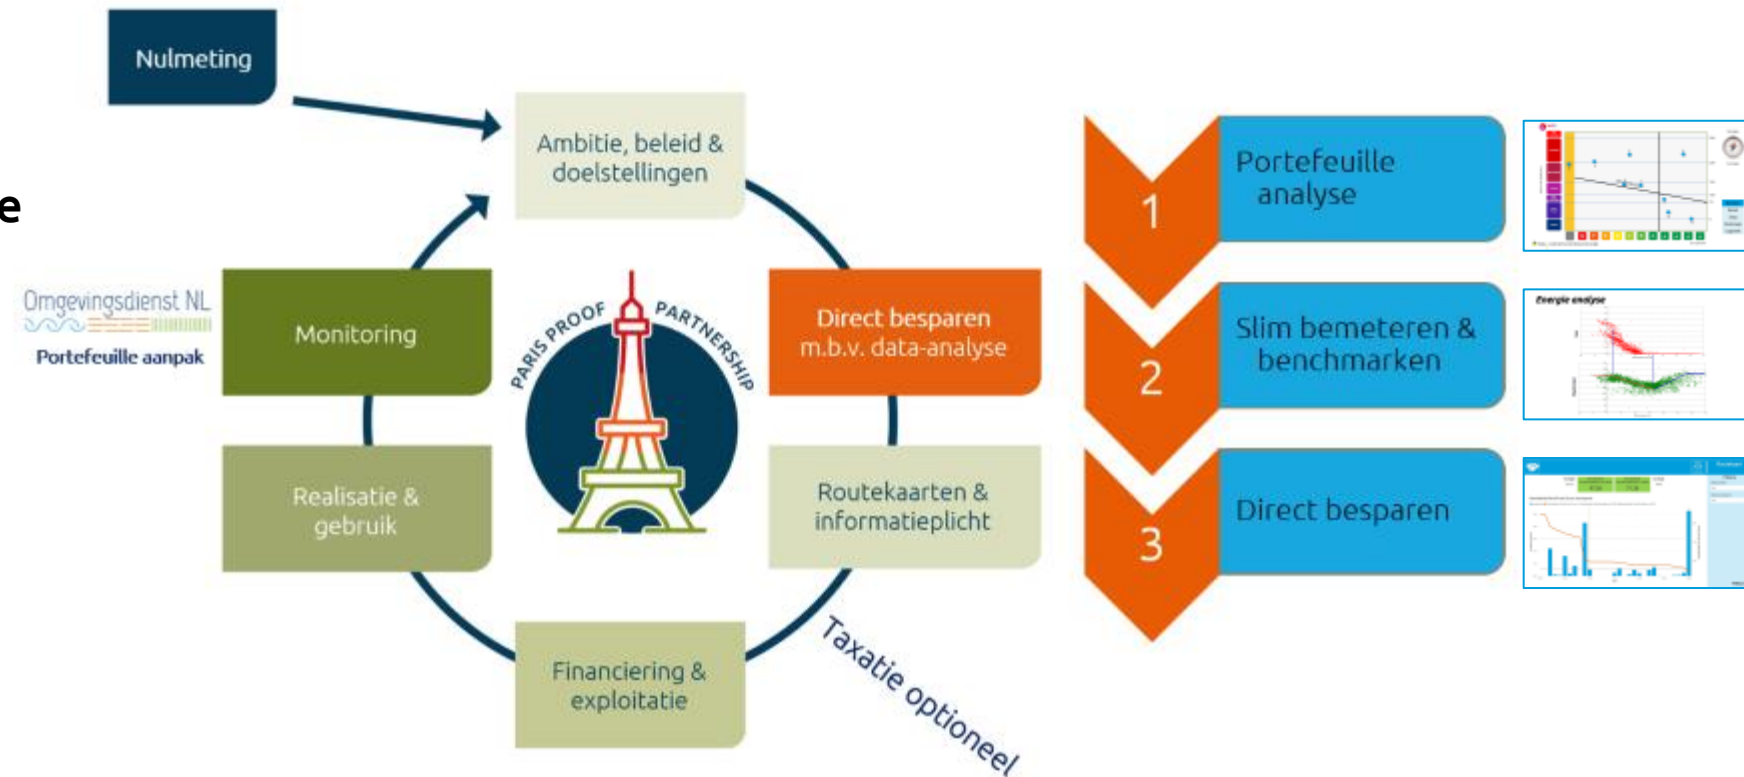 Nulmeting
Ambitie, beleid &
doelstellingen
e
Omgevingsdienst NL
Portefeuille aanpak
Monitoring
PARIS PROOF PARTNERSHIP
Direct besparen
m.b.v. data-analyse
Realisatie &
gebruik
Routekaarten &
informatieplicht
Financiering &
exploitatie
Taxatie optioneel
1
Portefeuille
analyse
2
Slim bemeteren &
benchmarken
3
Direct besparen
Energie analyse